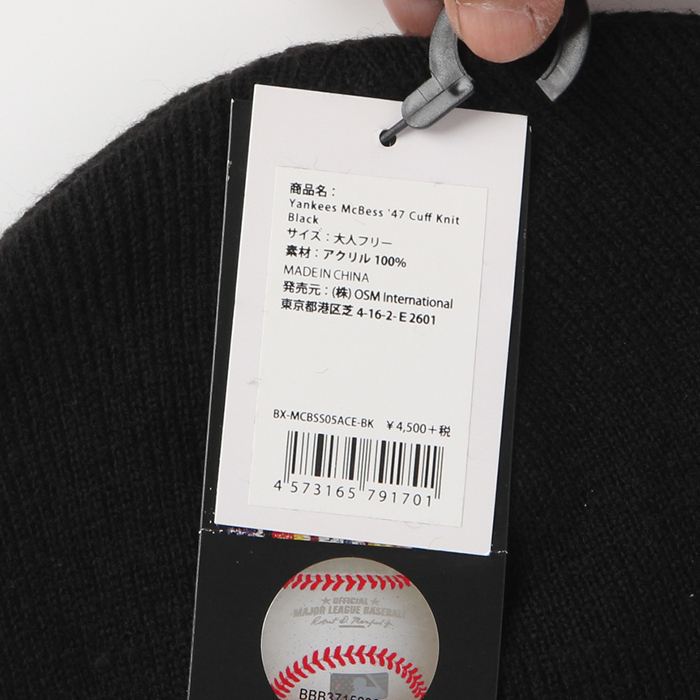 商品名：
Yankees McBess '47 Cuff Knit
Black
サイズ：大人フリー
素材：アクリル 100%
MADE IN CHINA
発売元：(株) OSM International
東京都港区芝 4-16-2- E 2601
BX-MCBSS05ACE-BK ￥4,500＋税
4 573165 791701
OFFICIAL
MAJOR LEAGUE BASEBALL